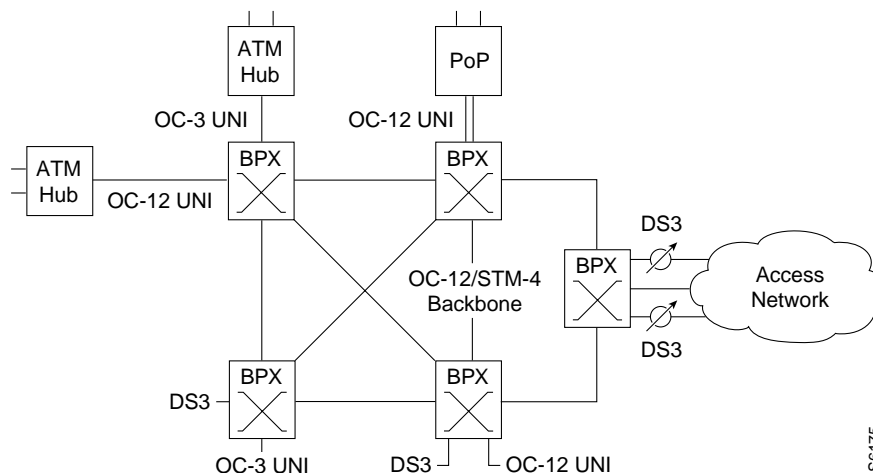 ATM
Hub
PoP
OC-3 UNI
OC-12 UNI
BPX
BPX
ATM
Hub
OC-12 UNI
DS3
BPX
OC-12/STM-4
Backbone
Access
Network
DS3
BPX
BPX
DS3
OC-3 UNI
DS3
OC-12 UNI